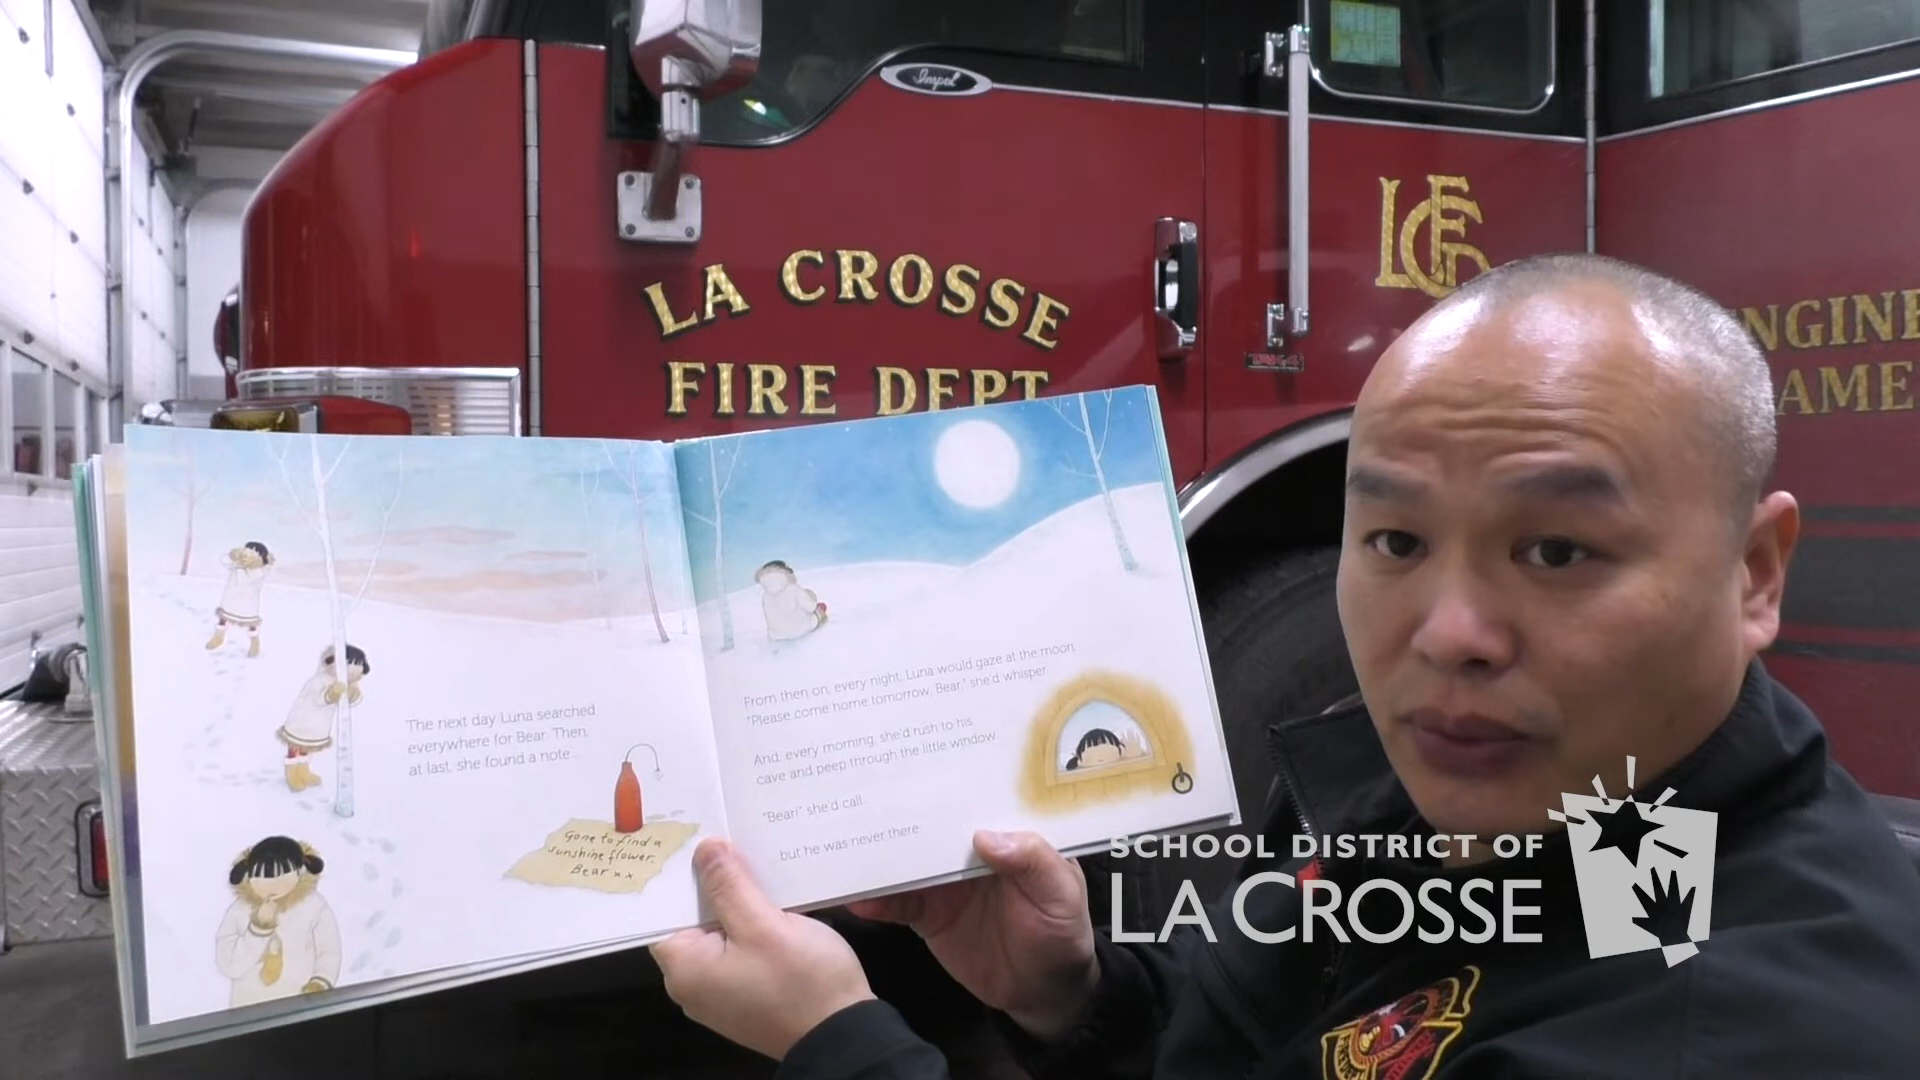 Impel
LA CROSSE
FIRE DEPT.
LCFD
TAK-4
ENGINE
AME
The next day Luna searched
everywhere for Bear. Then,
at last, she found a note...
Gone to find a
sunshine flower.
Bear x x
From then on, every night, Luna would gaze at the moon.
"Please come home tomorrow, Bear," she'd whisper.
And, every morning, she'd rush to his
cave and peep through the little window.
"Bear!" she'd call...
but he was never there.
SCHOOL DISTRICT OF
LA CROSSE